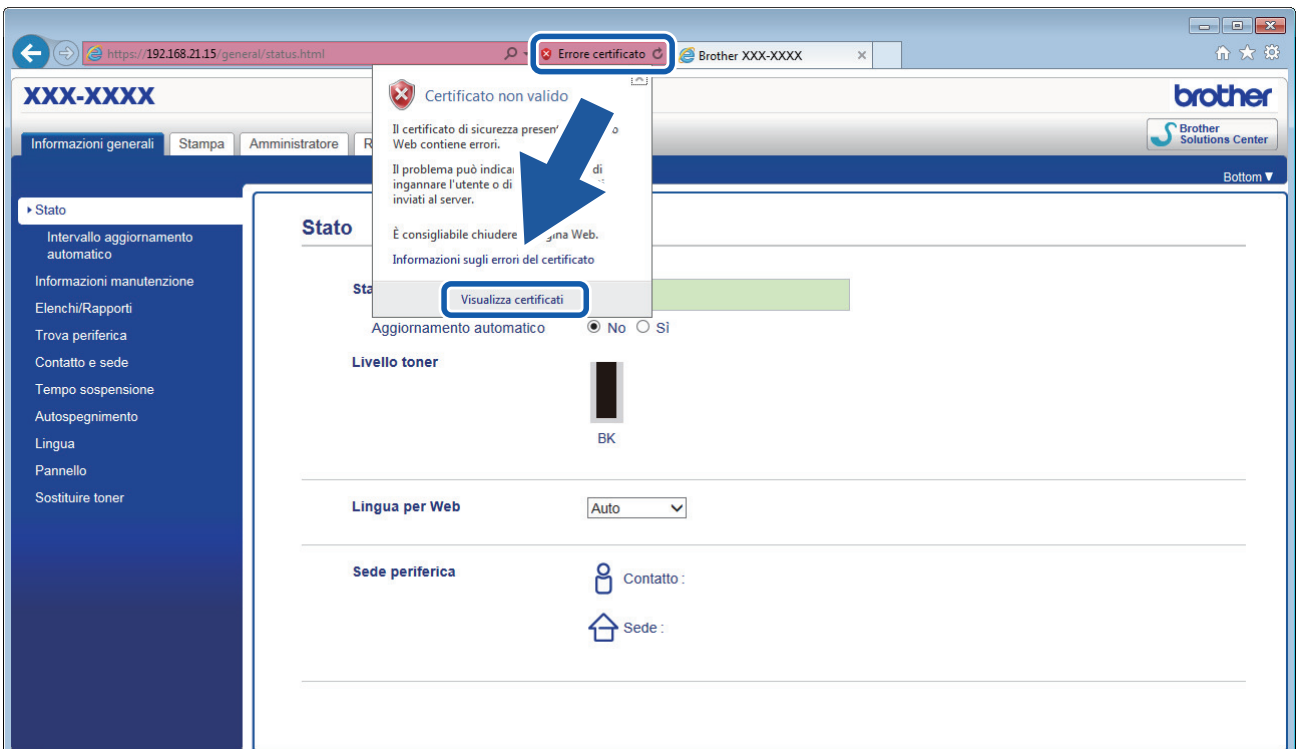 https://192.168.21.15/general/status.html
Errore certificato
Brother XXX-XXXX
XXX-XXXX
brother
Certificato non valido
Il certificato di sicurezza
Web contiene errori.
Il problema può di
ingannare l'utente o di
inviati al server.
È consigliabile chiudere Web.
Informazioni sugli errori del certificato
Visualizza certificati
Informazioni generali
Stampa
Amministratore
Brother
Solutions Center
Bottom▼
Stato
Intervallo aggiornamento
automatico
Informazioni manutenzione
Elenchi/Rapporti
Trova periferica
Contatto e sede
Tempo sospensione
Autospegnimento
Lingua
Pannello
Sostituire toner
Stato
Aggiornamento automatico No Sì
Livello toner
BK
Lingua per Web Auto
Sede periferica Contatto :
Sede :